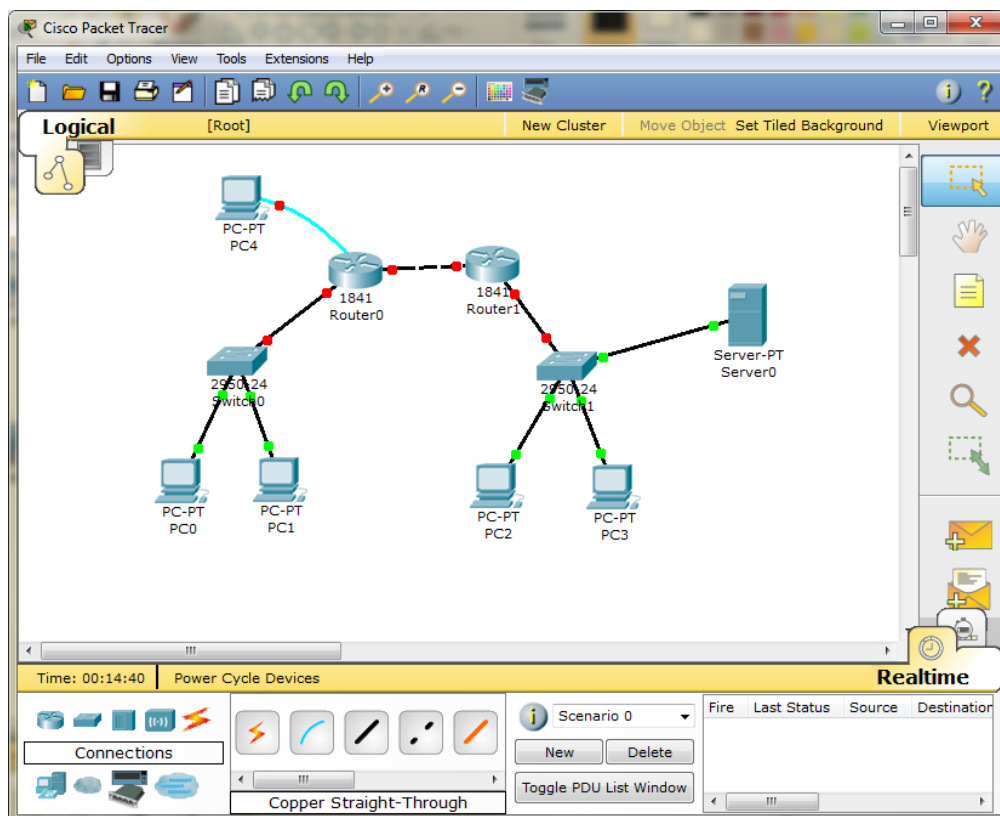 Cisco Packet Tracer
File Edit Options View Tools Extensions Help
Logical [Root] New Cluster Move Object Set Tiled Background Viewport
PC-PT
PC4
1841
Router0
1841
Router1
Server-PT
Server0
2950-24
Switch0
2950-24
Switch1
PC-PT
PC0
PC-PT
PC1
PC-PT
PC2
PC-PT
PC3
Time: 00:14:40 Power Cycle Devices Realtime
Scenario 0
Fire Last Status Source Destination
Connections
New Delete
Toggle PDU List Window
Copper Straight-Through